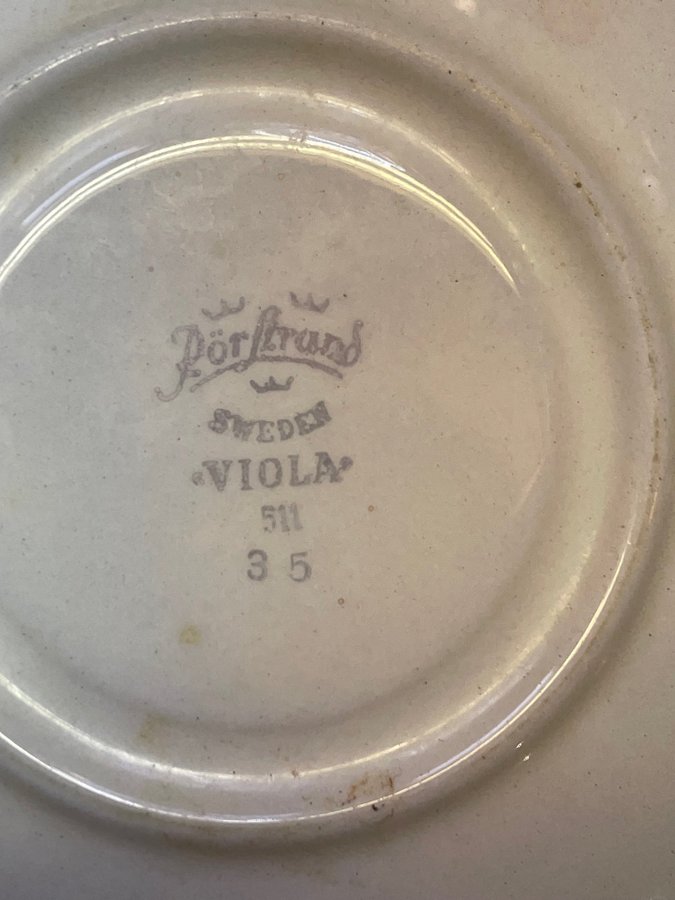 Rörstrand
SWEDEN
VIOLA
511
35